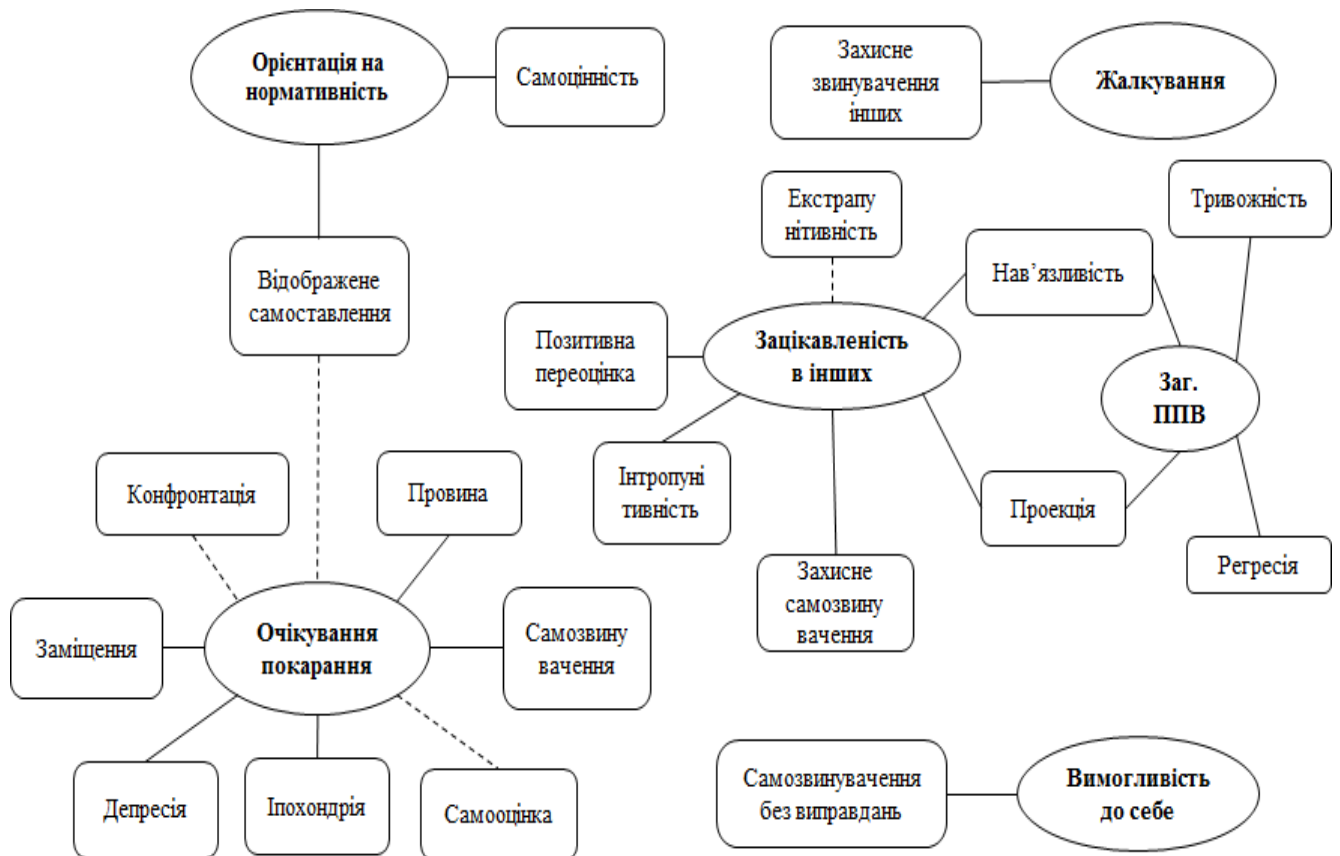 Орієнтація на
нормативність
Самоцінність
Захисне
звинувачення
інших
Жалкування
Екстрапу
нітивність
Тривожність
Відображене
самоставлення
Нав’язливість
Позитивна
переоцінка
Зацікавленість
в інших
Заг.
ППВ
Інтропуні
тивність
Конфронтація
Провина
Проекція
Захисне
самозвину
вачення
Регресія
Заміщення
Очікування
покарання
Самозвину
вачення
Депресія
Іпохондрія
Самооцінка
Самозвинувачення
без виправдань
Вимогливість
до себе